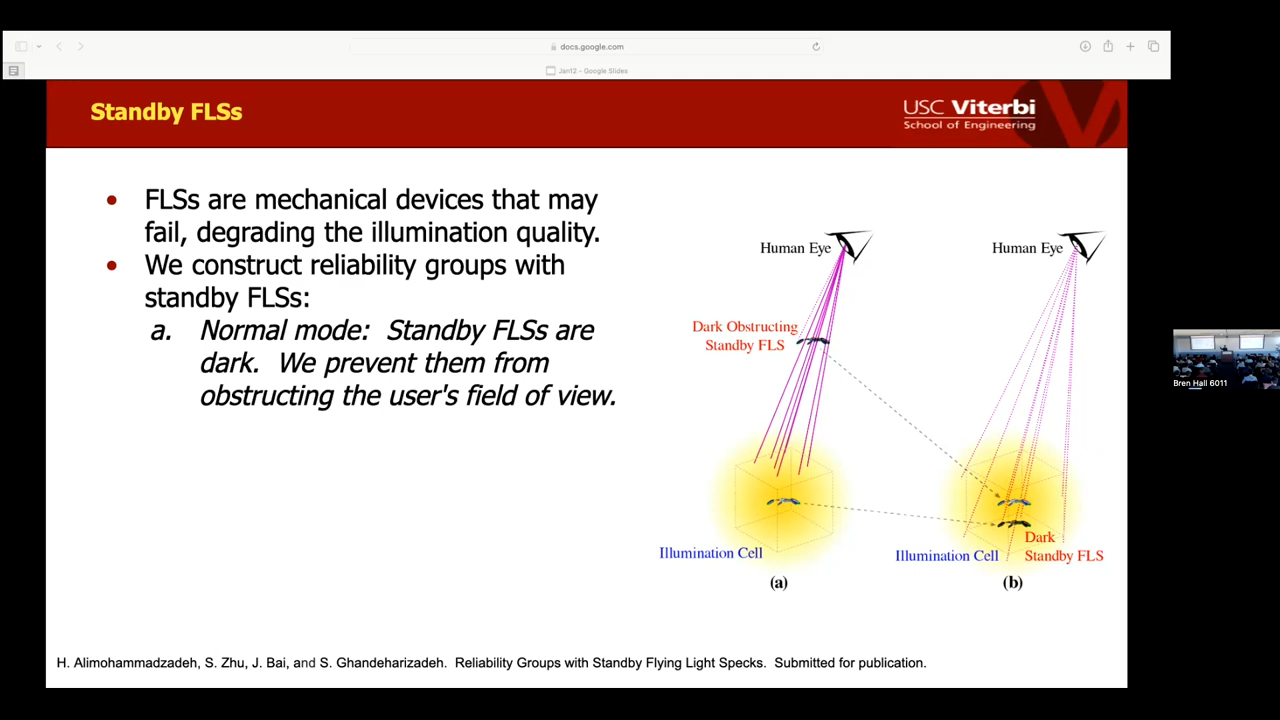 docs.google.com
Jan12 - Google Slides
Standby FLSs
USC Viterbi
School of Engineering
• FLSs are mechanical devices that may
fail, degrading the illumination quality.
• We construct reliability groups with
standby FLSs:
a. Normal mode: Standby FLSs are
dark. We prevent them from
obstructing the user's field of view.
Human Eye
Dark Obstructing
Standby FLS
Illumination Cell
(a)
Human Eye
Illumination Cell
Dark
Standby FLS
(b)
H. Alimohammadzadeh, S. Zhu, J. Bai, and S. Ghandeharizadeh. Reliability Groups with Standby Flying Light Specks. Submitted for publication.
Bren Hall 6011